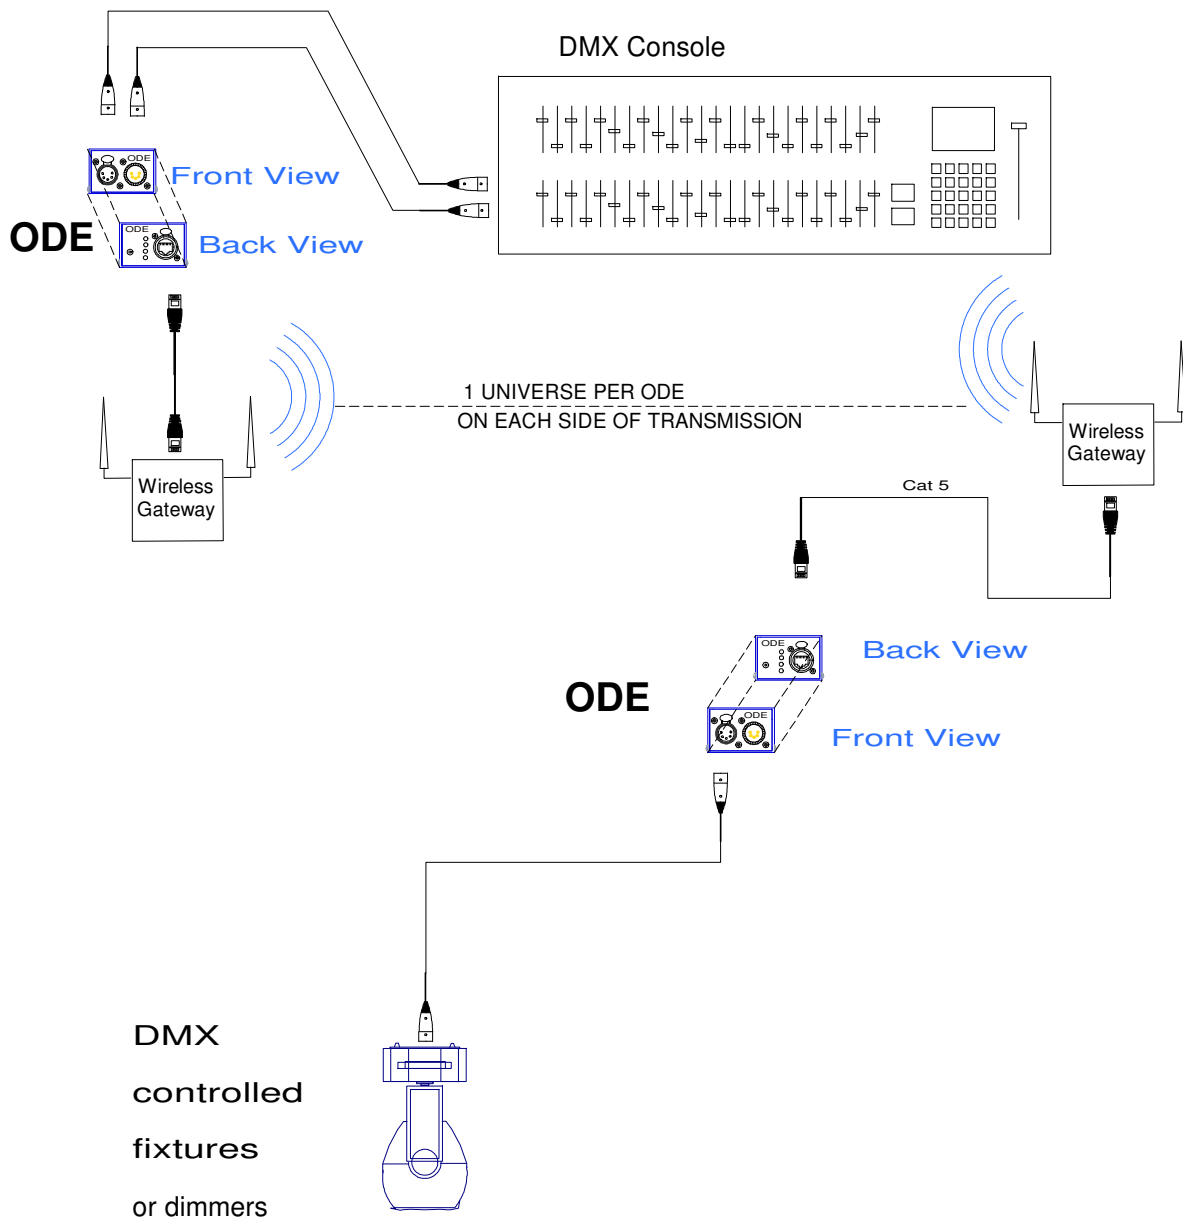 DMX Console
ODE
Front View
ODE
ODE
Back View
1 UNIVERSE PER ODE
ON EACH SIDE OF TRANSMISSION
Wireless
Gateway
Wireless
Gateway
Cat 5
ODE
Back View
ODE
ODE
Front View
DMX
controlled
fixtures
or dimmers